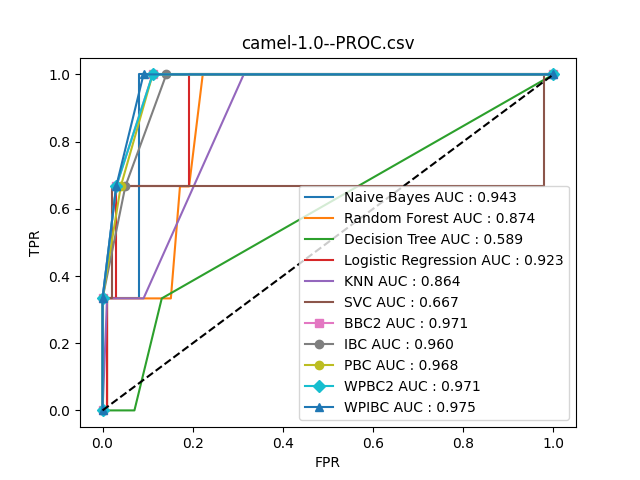 camel-1.0--PROC.csv
TPR
1.0
0.8
0.6
0.4
0.2
0.0
Naive Bayes AUC : 0.943
Random Forest AUC : 0.874
Decision Tree AUC : 0.589
Logistic Regression AUC : 0.923
KNN AUC : 0.864
SVC AUC : 0.667
BBC2 AUC : 0.971
IBC AUC : 0.960
PBC AUC : 0.968
WPBC2 AUC : 0.971
WPIBC AUC : 0.975
0.0 0.2 0.4 0.6 0.8 1.0
FPR